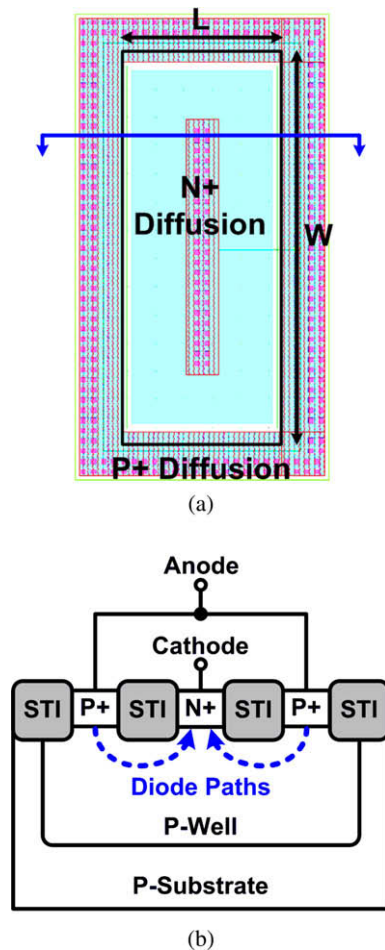 L
N+
Diffusion
W
P+ Diffusion
(a)
Anode
Cathode
STI P+ STI N+ STI P+ STI
Diode Paths
P-Well
P-Substrate
(b)